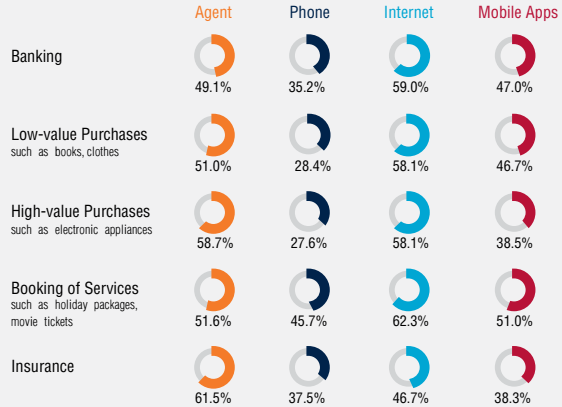 Agent Phone Internet Mobile Apps
Banking
49.1% 35.2% 59.0% 47.0%
Low-value Purchases
such as books, clothes
51.0% 28.4% 58.1% 46.7%
High-value Purchases
such as electronic appliances
58.7% 27.6% 58.1% 38.5%
Booking of Services
such as holiday packages,
movie tickets
51.6% 45.7% 62.3% 51.0%
Insurance
61.5% 37.5% 46.7% 38.3%